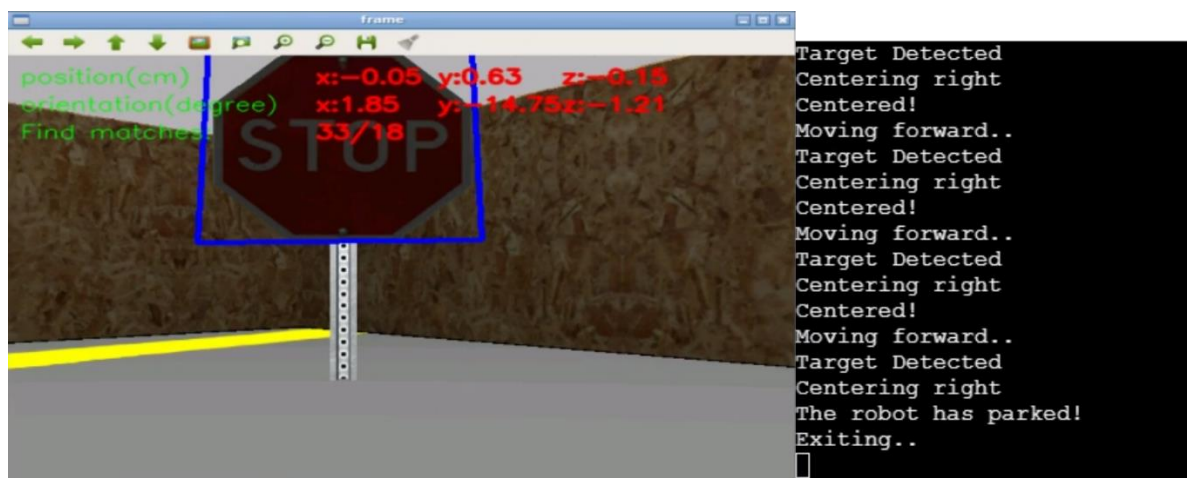 frame
position(cm) x:-0.05 y:0.63 z:-0.15
orientation(degree) x:1.85 y:-14.75z:-1.21
Find matches: 33/18
STOP
Target Detected
Centering right
Centered!
Moving forward..
Target Detected
Centering right
Centered!
Moving forward..
Target Detected
Centering right
Centered!
Moving forward..
Target Detected
Centering right
The robot has parked!
Exiting..